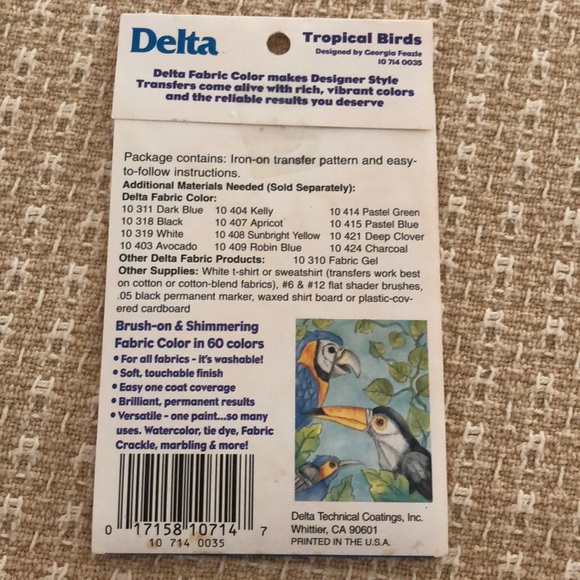 Delta
Tropical Birds
Designed by Georgia Feazle
10 714 0035
Delta Fabric Color makes Designer Style
Transfers come alive with rich, vibrant colors
and the reliable results you deserve
Package contains: Iron-on transfer pattern and easy-
to-follow instructions.
Additional Materials Needed (Sold Separately):
Delta Fabric Color:
10 311 Dark Blue 10 404 Kelly 10 414 Pastel Green
10 318 Black 10 407 Apricot 10 415 Pastel Blue
10 319 White 10 408 Sunbright Yellow 10 421 Deep Clover
10 403 Avocado 10 409 Robin Blue 10 424 Charcoal
Other Delta Fabric Products: 10 310 Fabric Gel
Other Supplies: White t-shirt or sweatshirt (transfers work best
on cotton or cotton-blend fabrics), #6 & #12 flat shader brushes,
.05 black permanent marker, waxed shirt board or plastic-cov-
ered cardboard
Brush-on & Shimmering
Fabric Color in 60 colors
• For all fabrics - it's washable!
• Soft, touchable finish
• Easy one coat coverage
• Brilliant, permanent results
• Versatile - one paint...so many
uses. Watercolor, tie dye, Fabric
Crackle, marbling & more!
0 17158 10714 7
10 714 0035
Delta Technical Coatings, Inc.
Whittier, CA 90601
PRINTED IN THE U.S.A.